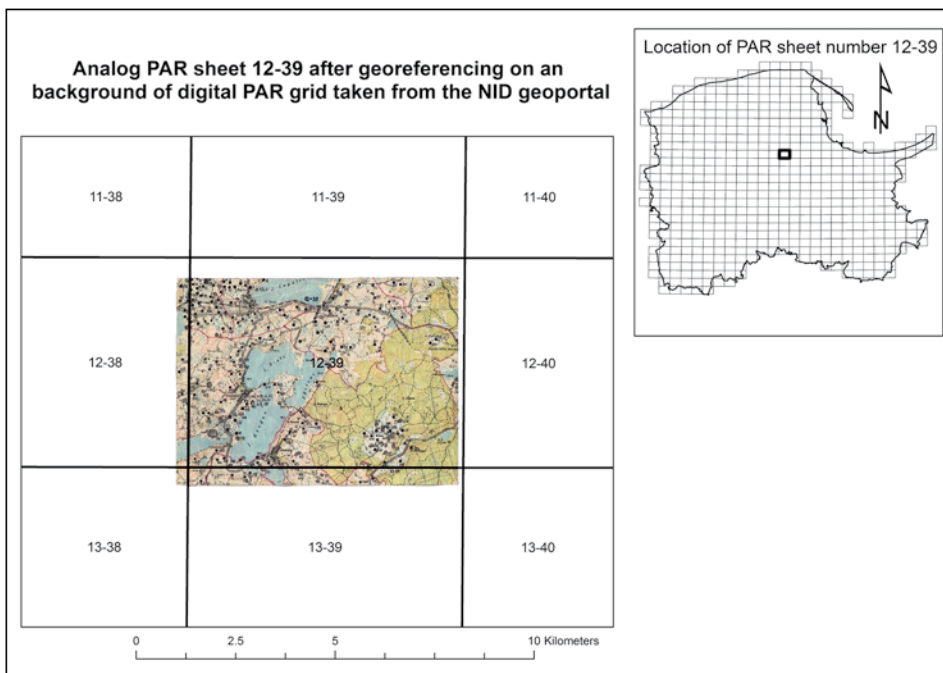 Analog PAR sheet 12-39 after georeferencing on an
background of digital PAR grid taken from the NID geoportal
Location of PAR sheet number 12-39
N
11-38
11-39
11-40
12-38
12-39
12-40
13-38
13-39
13-40
0
2.5
5
10 Kilometers